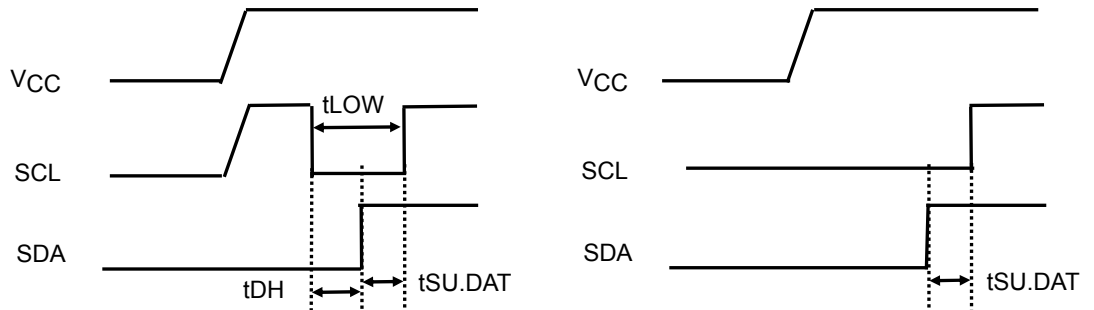 VCC
tLOW
SCL
SDA
tDH
tSU.DAT
VCC
SCL
SDA
tSU.DAT